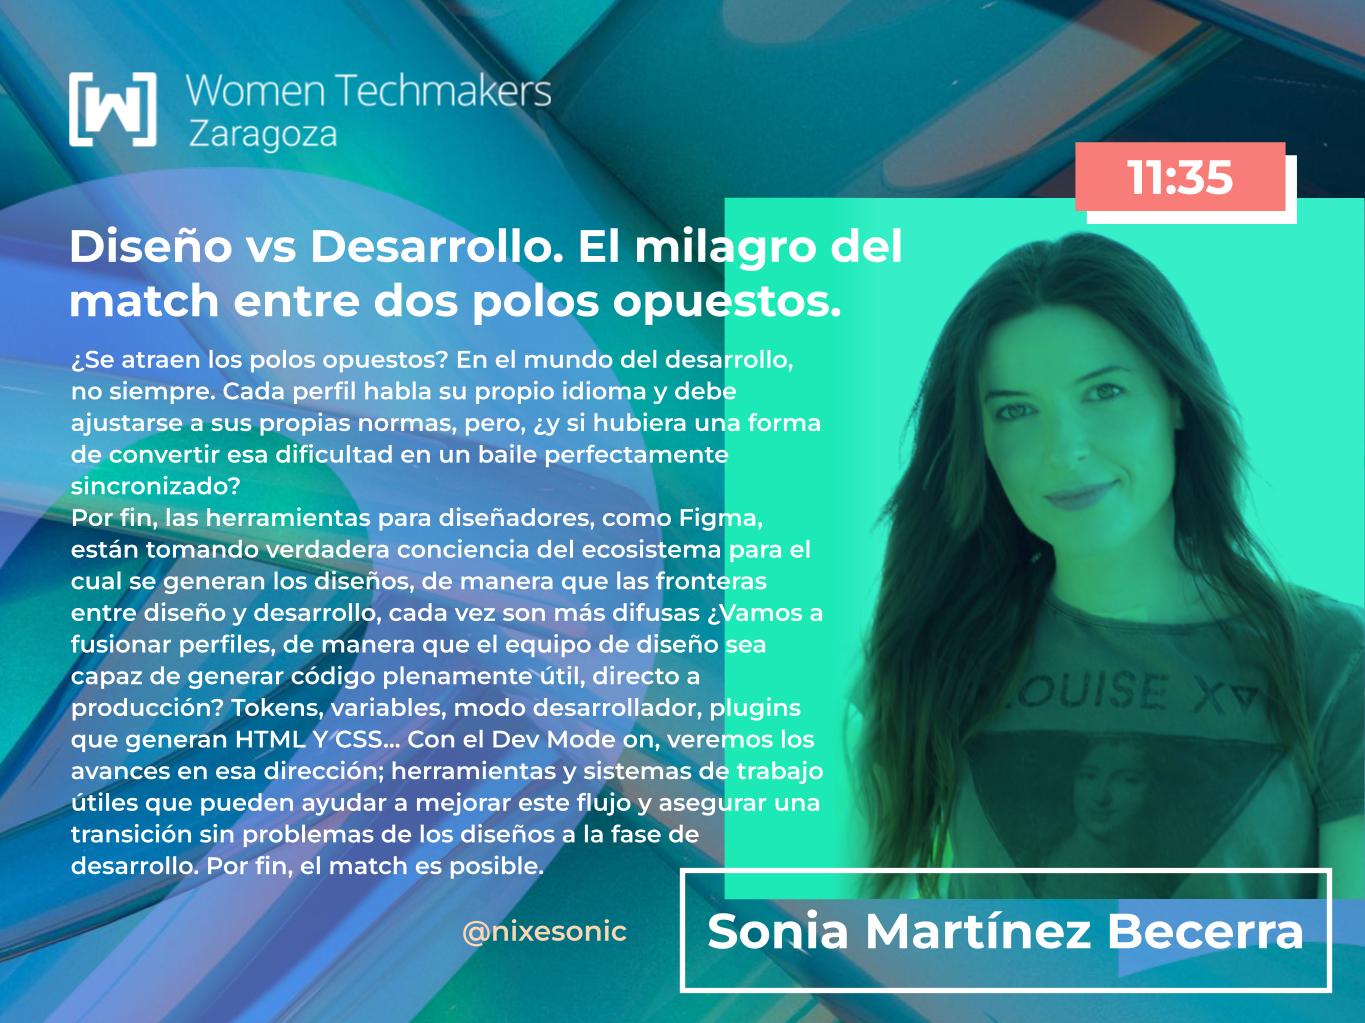 Women Techmakers
Zaragoza
11:35
Diseño vs Desarrollo. El milagro del
match entre dos polos opuestos.
¿Se atraen los polos opuestos? En el mundo del desarrollo,
no siempre. Cada perfil habla su propio idioma y debe
ajustarse a sus propias normas, pero, ¿y si hubiera una forma
de convertir esa dificultad en un baile perfectamente
sincronizado?
Por fin, las herramientas para diseñadores, como Figma,
están tomando verdadera conciencia del ecosistema para el
cual se generan los diseños, de manera que las fronteras
entre diseño y desarrollo, cada vez son más difusas ¿Vamos a
fusionar perfiles, de manera que el equipo de diseño sea
capaz de generar código plenamente útil, directo a
producción? Tokens, variables, modo desarrollador, plugins
que generan HTML Y CSS... Con el Dev Mode on, veremos los
avances en esa dirección; herramientas y sistemas de trabajo
útiles que pueden ayudar a mejorar este flujo y asegurar una
transición sin problemas de los diseños a la fase de
desarrollo. Por fin, el match es posible.
@nixesonic
Sonia Martínez Becerra